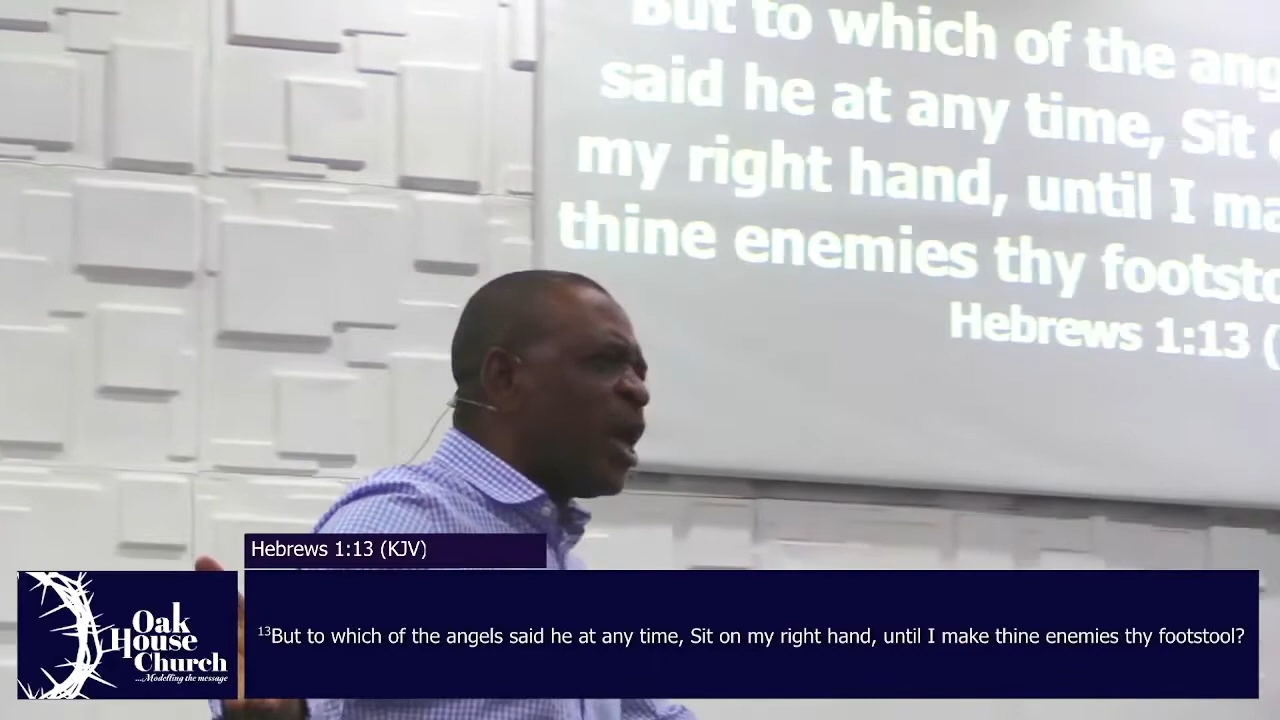 But to which of the ang
said he at any time, Sit
my right hand, until I ma
thine enemies thy footsto
Hebrews 1:13 (
Hebrews 1:13 (KJV)
13But to which of the angels said he at any time, Sit on my right hand, until I make thine enemies thy footstool?
Oak
House
Church
...Modelling the message